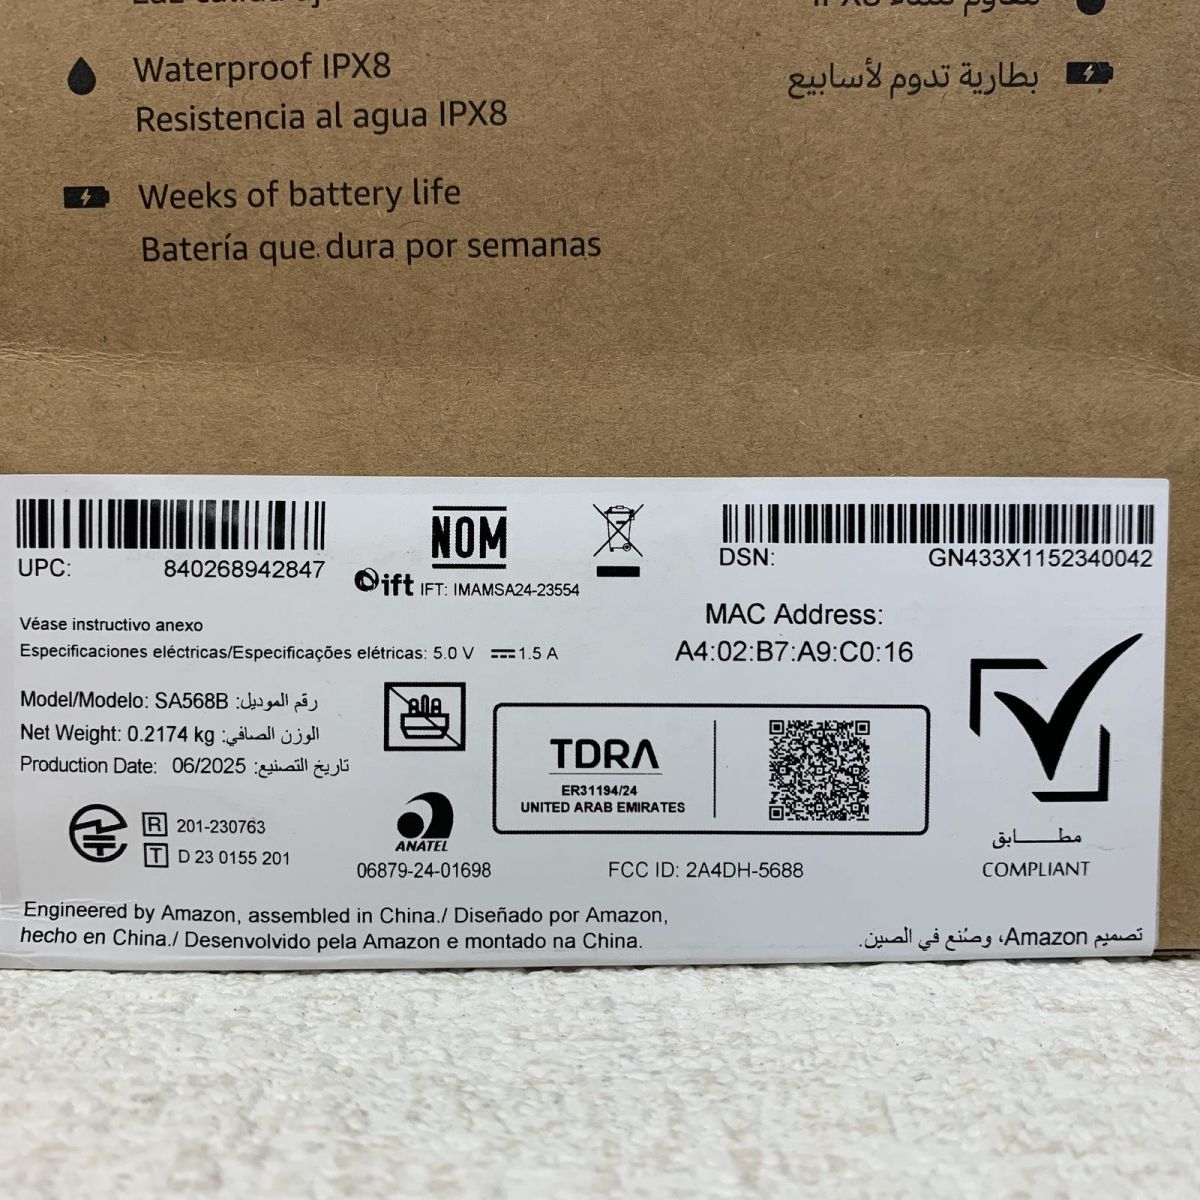 Waterproof IPX8
Resistencia al agua IPX8
Weeks of battery life
Batería que dura por semanas
مقاوم للماء IPX8
بطارية تدوم لأسابيع
UPC: 840268942847
NOM
ift IFT: IMAMSA24-23554
DSN: GN433X1152340042
MAC Address:
A4:02:B7:A9:C0:16
Véase instructivo anexo
Especificaciones eléctricas/Especificações elétricas: 5.0 V ⎓ 1.5 A
Model/Modelo: SA568B رقم الموديل:
Net Weight: 0.2174 kg الوزن الصافي:
Production Date: 06/2025 تاريخ التصنيع:
R 201-230763
T D 23 0155 201
ANATEL
06879-24-01698
TDRA
ER31194/24
UNITED ARAB EMIRATES
FCC ID: 2A4DH-5688
مطابق
COMPLIANT
Engineered by Amazon, assembled in China./ Diseñado por Amazon,
hecho en China./ Desenvolvido pela Amazon e montado na China.
تصميم Amazon، وصُنع في الصين.